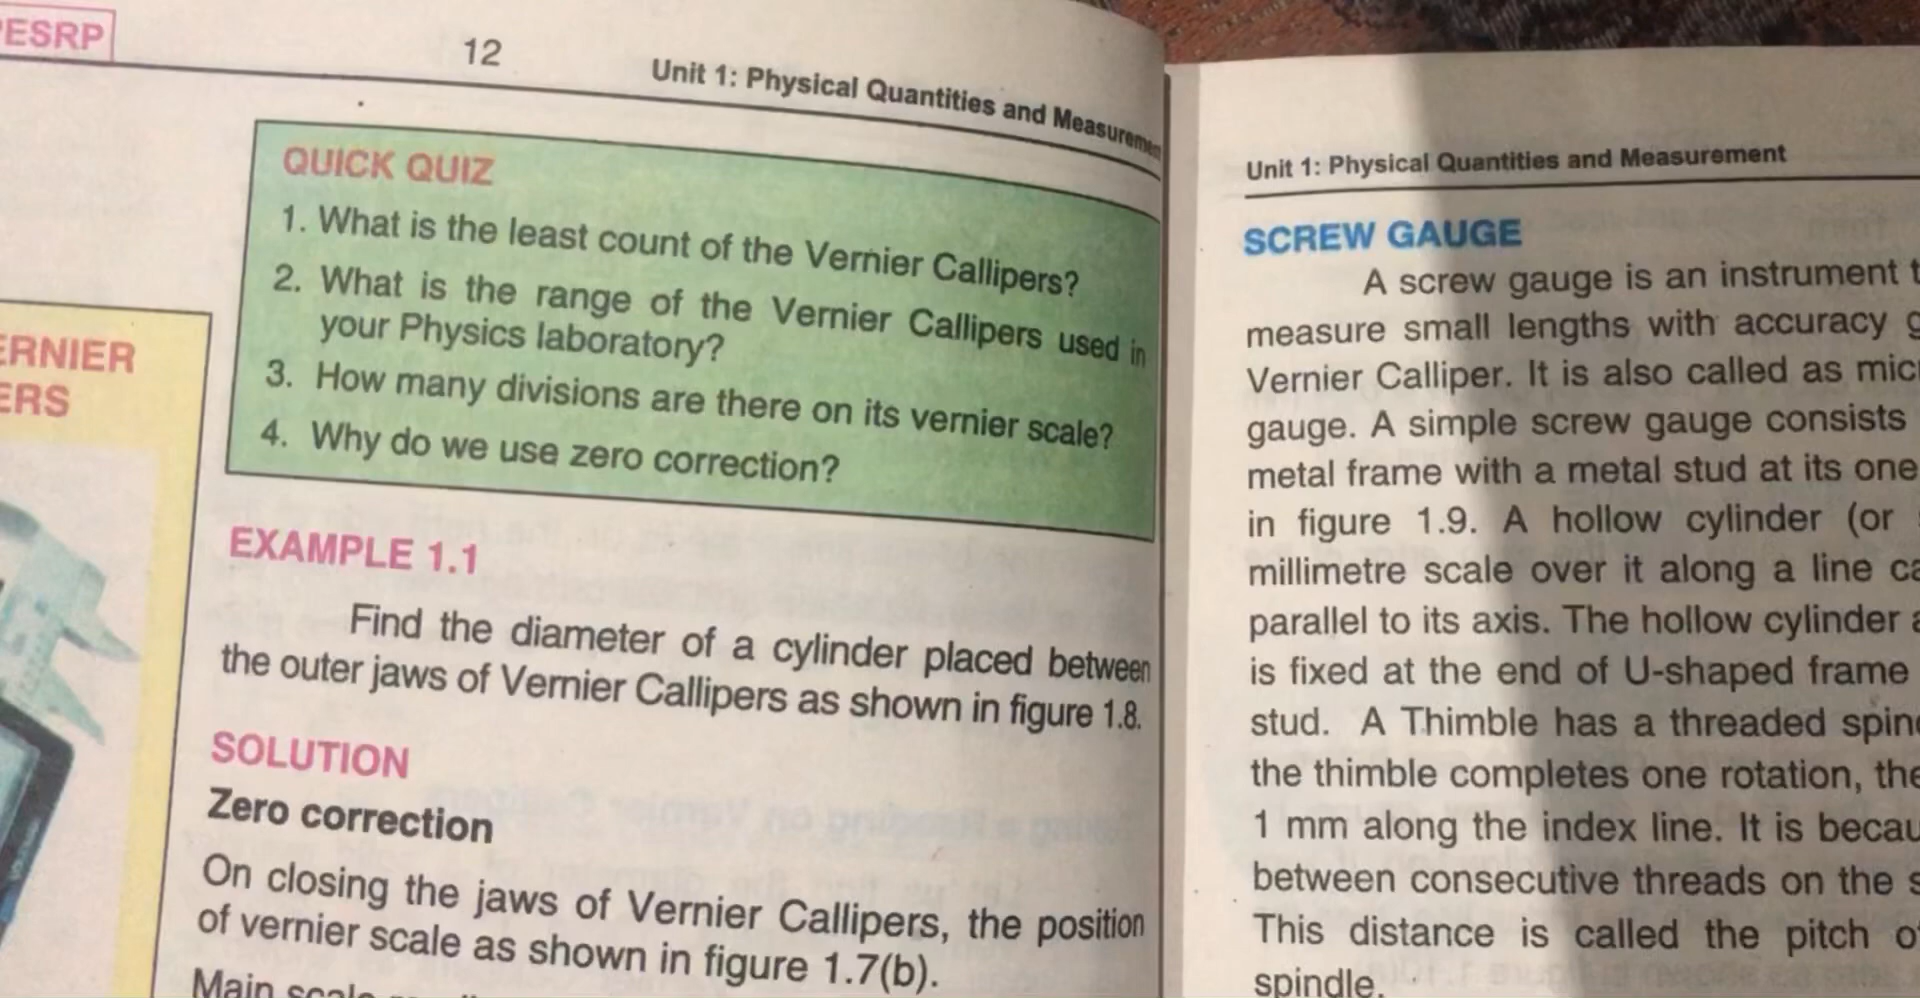 ESRP
12
Unit 1: Physical Quantities and Measuremen
QUICK QUIZ
1. What is the least count of the Vernier Callipers?
2. What is the range of the Vernier Callipers used in
your Physics laboratory?
3. How many divisions are there on its vernier scale?
4. Why do we use zero correction?
ERNIER
ERS
EXAMPLE 1.1
Find the diameter of a cylinder placed between
the outer jaws of Vernier Callipers as shown in figure 1.8.
SOLUTION
Zero correction
On closing the jaws of Vernier Callipers, the position
of vernier scale as shown in figure 1.7(b).
Main scale
Unit 1: Physical Quantities and Measurement
SCREW GAUGE
A screw gauge is an instrument t
measure small lengths with accuracy g
Vernier Calliper. It is also called as mic
gauge. A simple screw gauge consists
metal frame with a metal stud at its one
in figure 1.9. A hollow cylinder (or
millimetre scale over it along a line ca
parallel to its axis. The hollow cylinder a
is fixed at the end of U-shaped frame
stud. A Thimble has a threaded spin
the thimble completes one rotation, the
1 mm along the index line. It is becau
between consecutive threads on the s
This distance is called the pitch o
spindle.